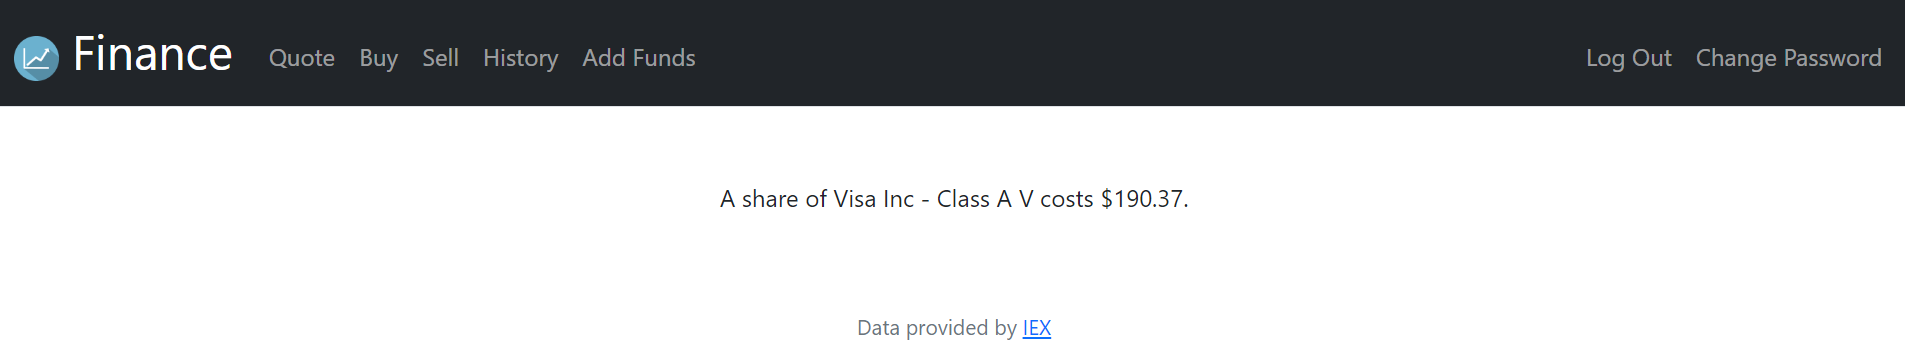 Finance Quote Buy Sell History Add Funds Log Out Change Password
A share of Visa Inc - Class A V costs $190.37.
Data provided by IEX